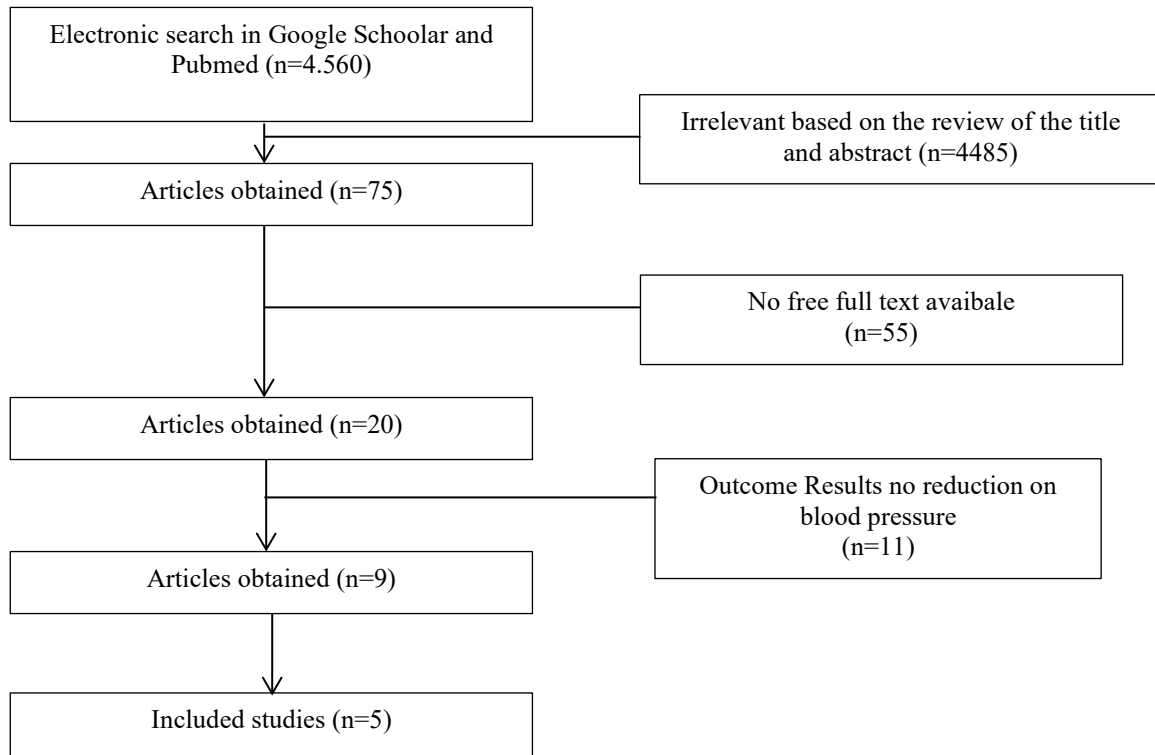 Electronic search in Google Schoolar and
Pubmed (n=4.560)
Irrelevant based on the review of the title
and abstract (n=4485)
Articles obtained (n=75)
No free full text avaibale
(n=55)
Articles obtained (n=20)
Outcome Results no reduction on
blood pressure
(n=11)
Articles obtained (n=9)
Included studies (n=5)